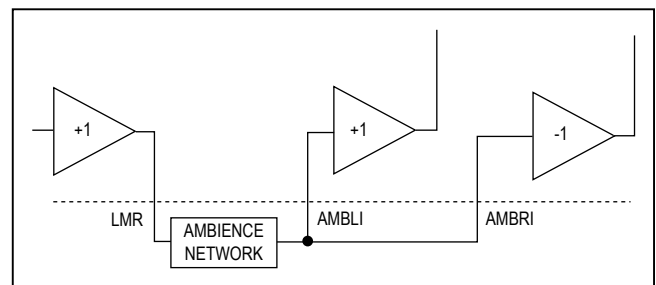 +1
+1
-1
LMR
AMBIENCE
NETWORK
AMBLI
AMBRI